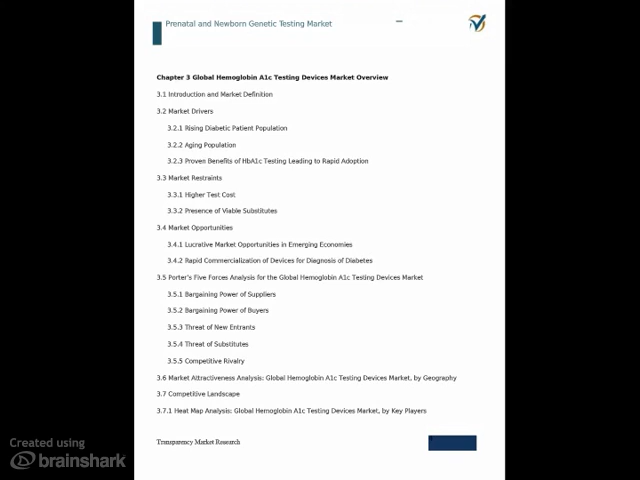 Prenatal and Newborn Genetic Testing Market
Chapter 3 Global Hemoglobin A1c Testing Devices Market Overview
3.1 Introduction and Market Definition
3.2 Market Drivers
3.2.1 Rising Diabetic Patient Population
3.2.2 Aging Population
3.2.3 Proven Benefits of HbA1c Testing Leading to Rapid Adoption
3.3 Market Restraints
3.3.1 Higher Test Cost
3.3.2 Presence of Viable Substitutes
3.4 Market Opportunities
3.4.1 Lucrative Market Opportunities in Emerging Economies
3.4.2 Rapid Commercialization of Devices for Diagnosis of Diabetes
3.5 Porter's Five Forces Analysis for the Global Hemoglobin A1c Testing Devices Market
3.5.1 Bargaining Power of Suppliers
3.5.2 Bargaining Power of Buyers
3.5.3 Threat of New Entrants
3.5.4 Threat of Substitutes
3.5.5 Competitive Rivalry
3.6 Market Attractiveness Analysis: Global Hemoglobin A1c Testing Devices Market, by Geography
3.7 Competitive Landscape
3.7.1 Heat Map Analysis: Global Hemoglobin A1c Testing Devices Market, by Key Players
Transparency Market Research
Created using
brainshark